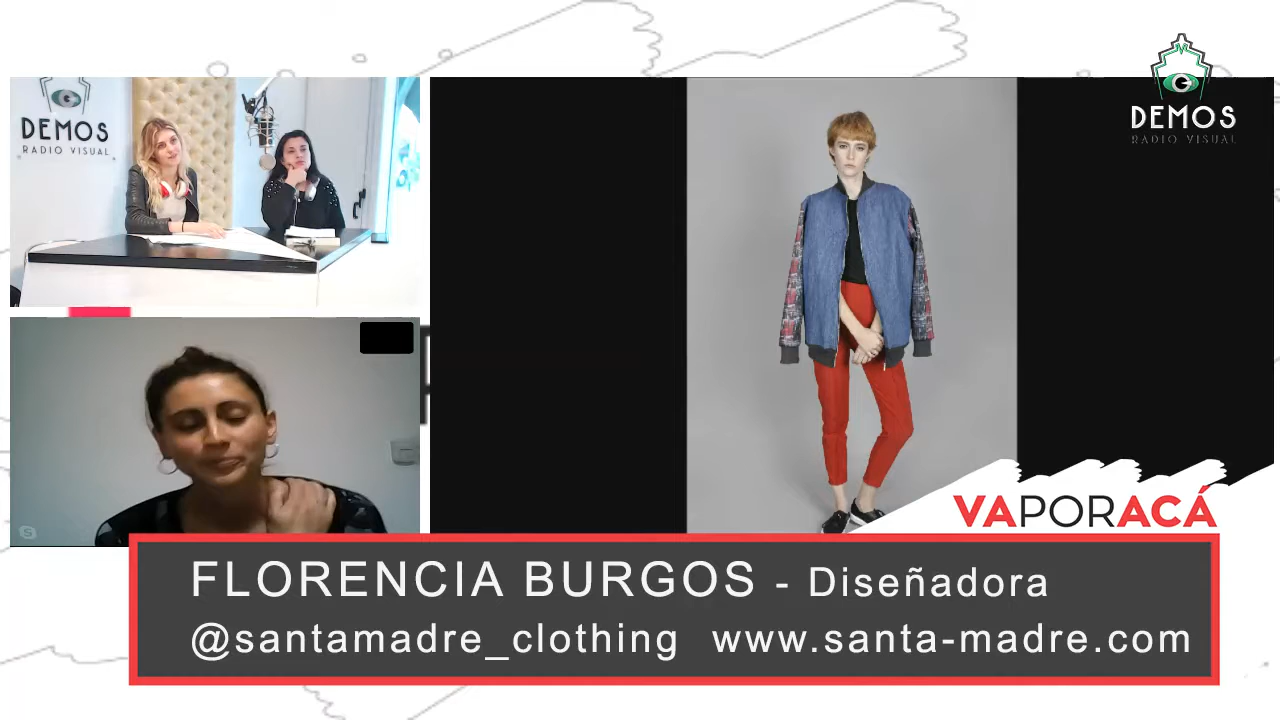 DEMOS
RADIO VISUAL
DEMOS
RADIO VISUAL
VAPORACÁ
FLORENCIA BURGOS - Diseñadora
@santamadre_clothing www.santa-madre.com